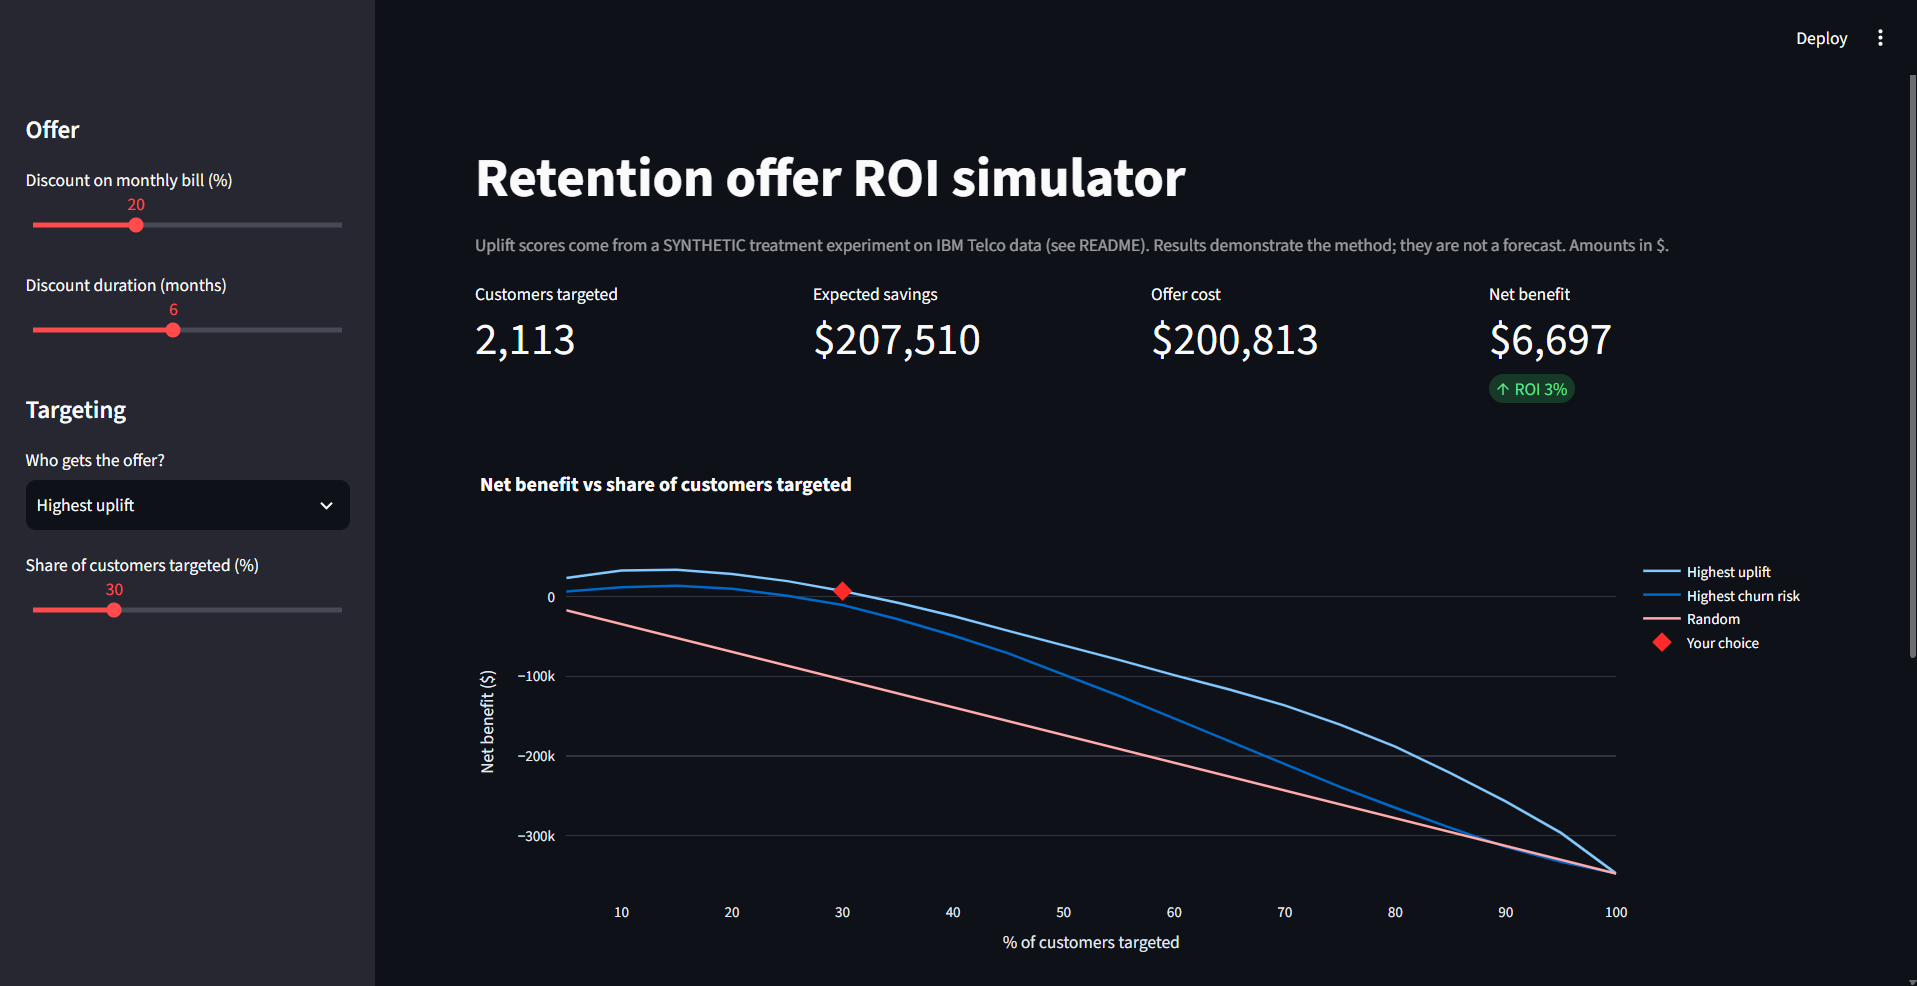 Deploy
Offer
Discount on monthly bill (%)
20
Discount duration (months)
6
Targeting
Who gets the offer?
Highest uplift
Share of customers targeted (%)
30
Retention offer ROI simulator
Uplift scores come from a SYNTHETIC treatment experiment on IBM Telco data (see README). Results demonstrate the method; they are not a forecast. Amounts in $.
Customers targeted
2,113
Expected savings
$207,510
Offer cost
$200,813
Net benefit
$6,697
↑ ROI 3%
Net benefit vs share of customers targeted
Net benefit ($)
0
−100k
−200k
−300k
10 20 30 40 50 60 70 80 90 100
% of customers targeted
Highest uplift
Highest churn risk
Random
Your choice